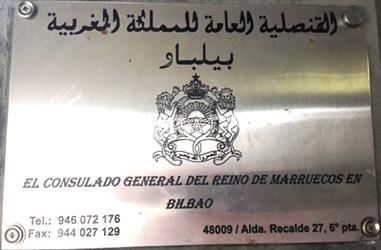 القنصلية العامة للمملكة المغربية
بيلباو
EL CONSULADO GENERAL DEL REINO DE MARRUECOS EN
BILBAO
Tel.: 946 072 176
Fax: 944 027 129
48009 / Alda. Recalde 27, 6º pta.